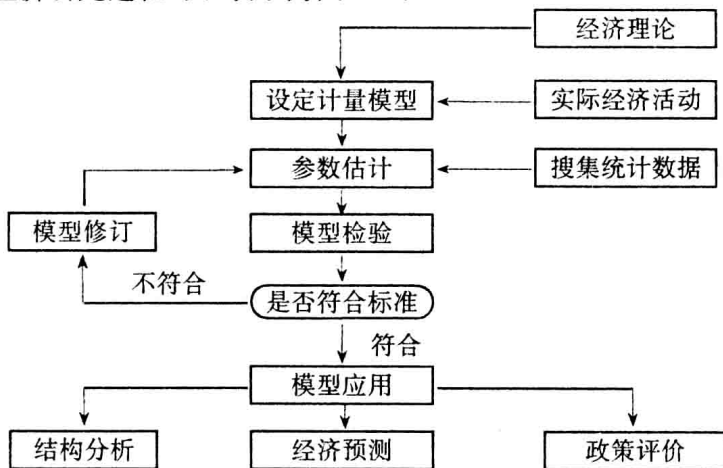 经济理论
设定计量模型
实际经济活动
参数估计
搜集统计数据
模型修订
模型检验
不符合
是否符合标准
符合
模型应用
结构分析
经济预测
政策评价